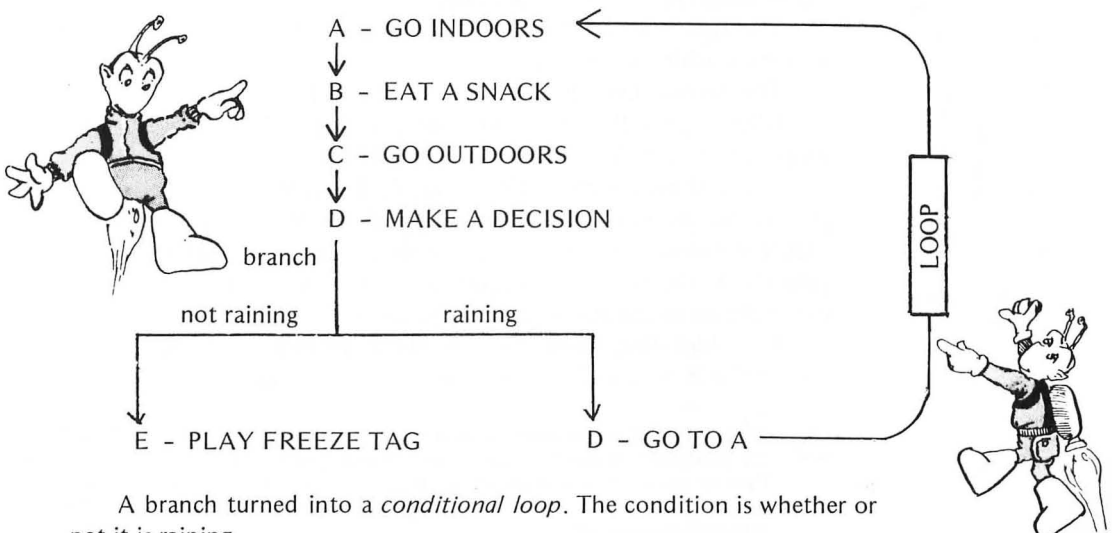 A – GO INDOORS
B – EAT A SNACK
C – GO OUTDOORS
D – MAKE A DECISION
LOOP
branch
not raining
raining
E – PLAY FREEZE TAG
D – GO TO A
A branch turned into a conditional loop. The condition is whether or
not it is raining